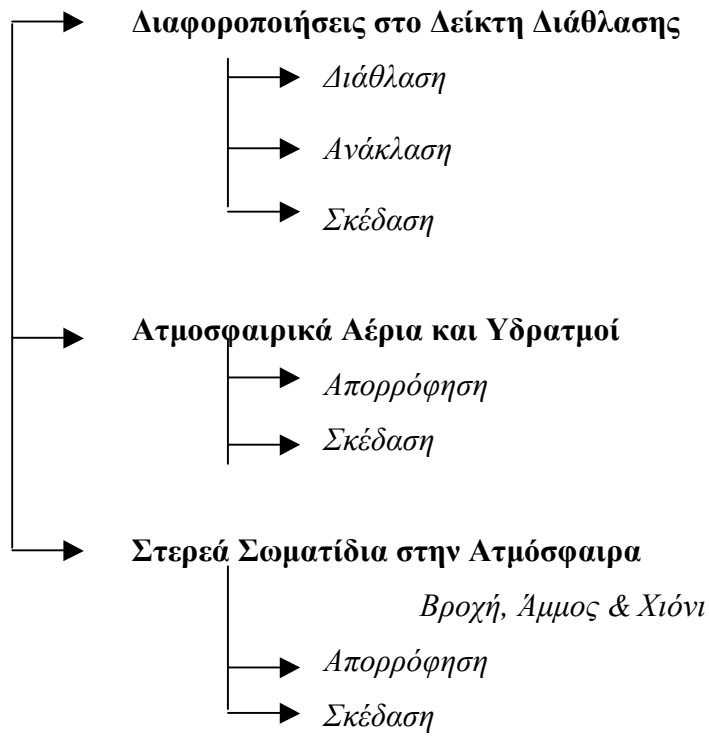 Διαφοροποιήσεις στο Δείκτη Διάθλασης
Διάθλαση
Ανάκλαση
Σκέδαση
Ατμοσφαιρικά Αέρια και Υδρατμοί
Απορρόφηση
Σκέδαση
Στερεά Σωματίδια στην Ατμόσφαιρα
Βροχή, Άμμος & Χιόνι
Απορρόφηση
Σκέδαση